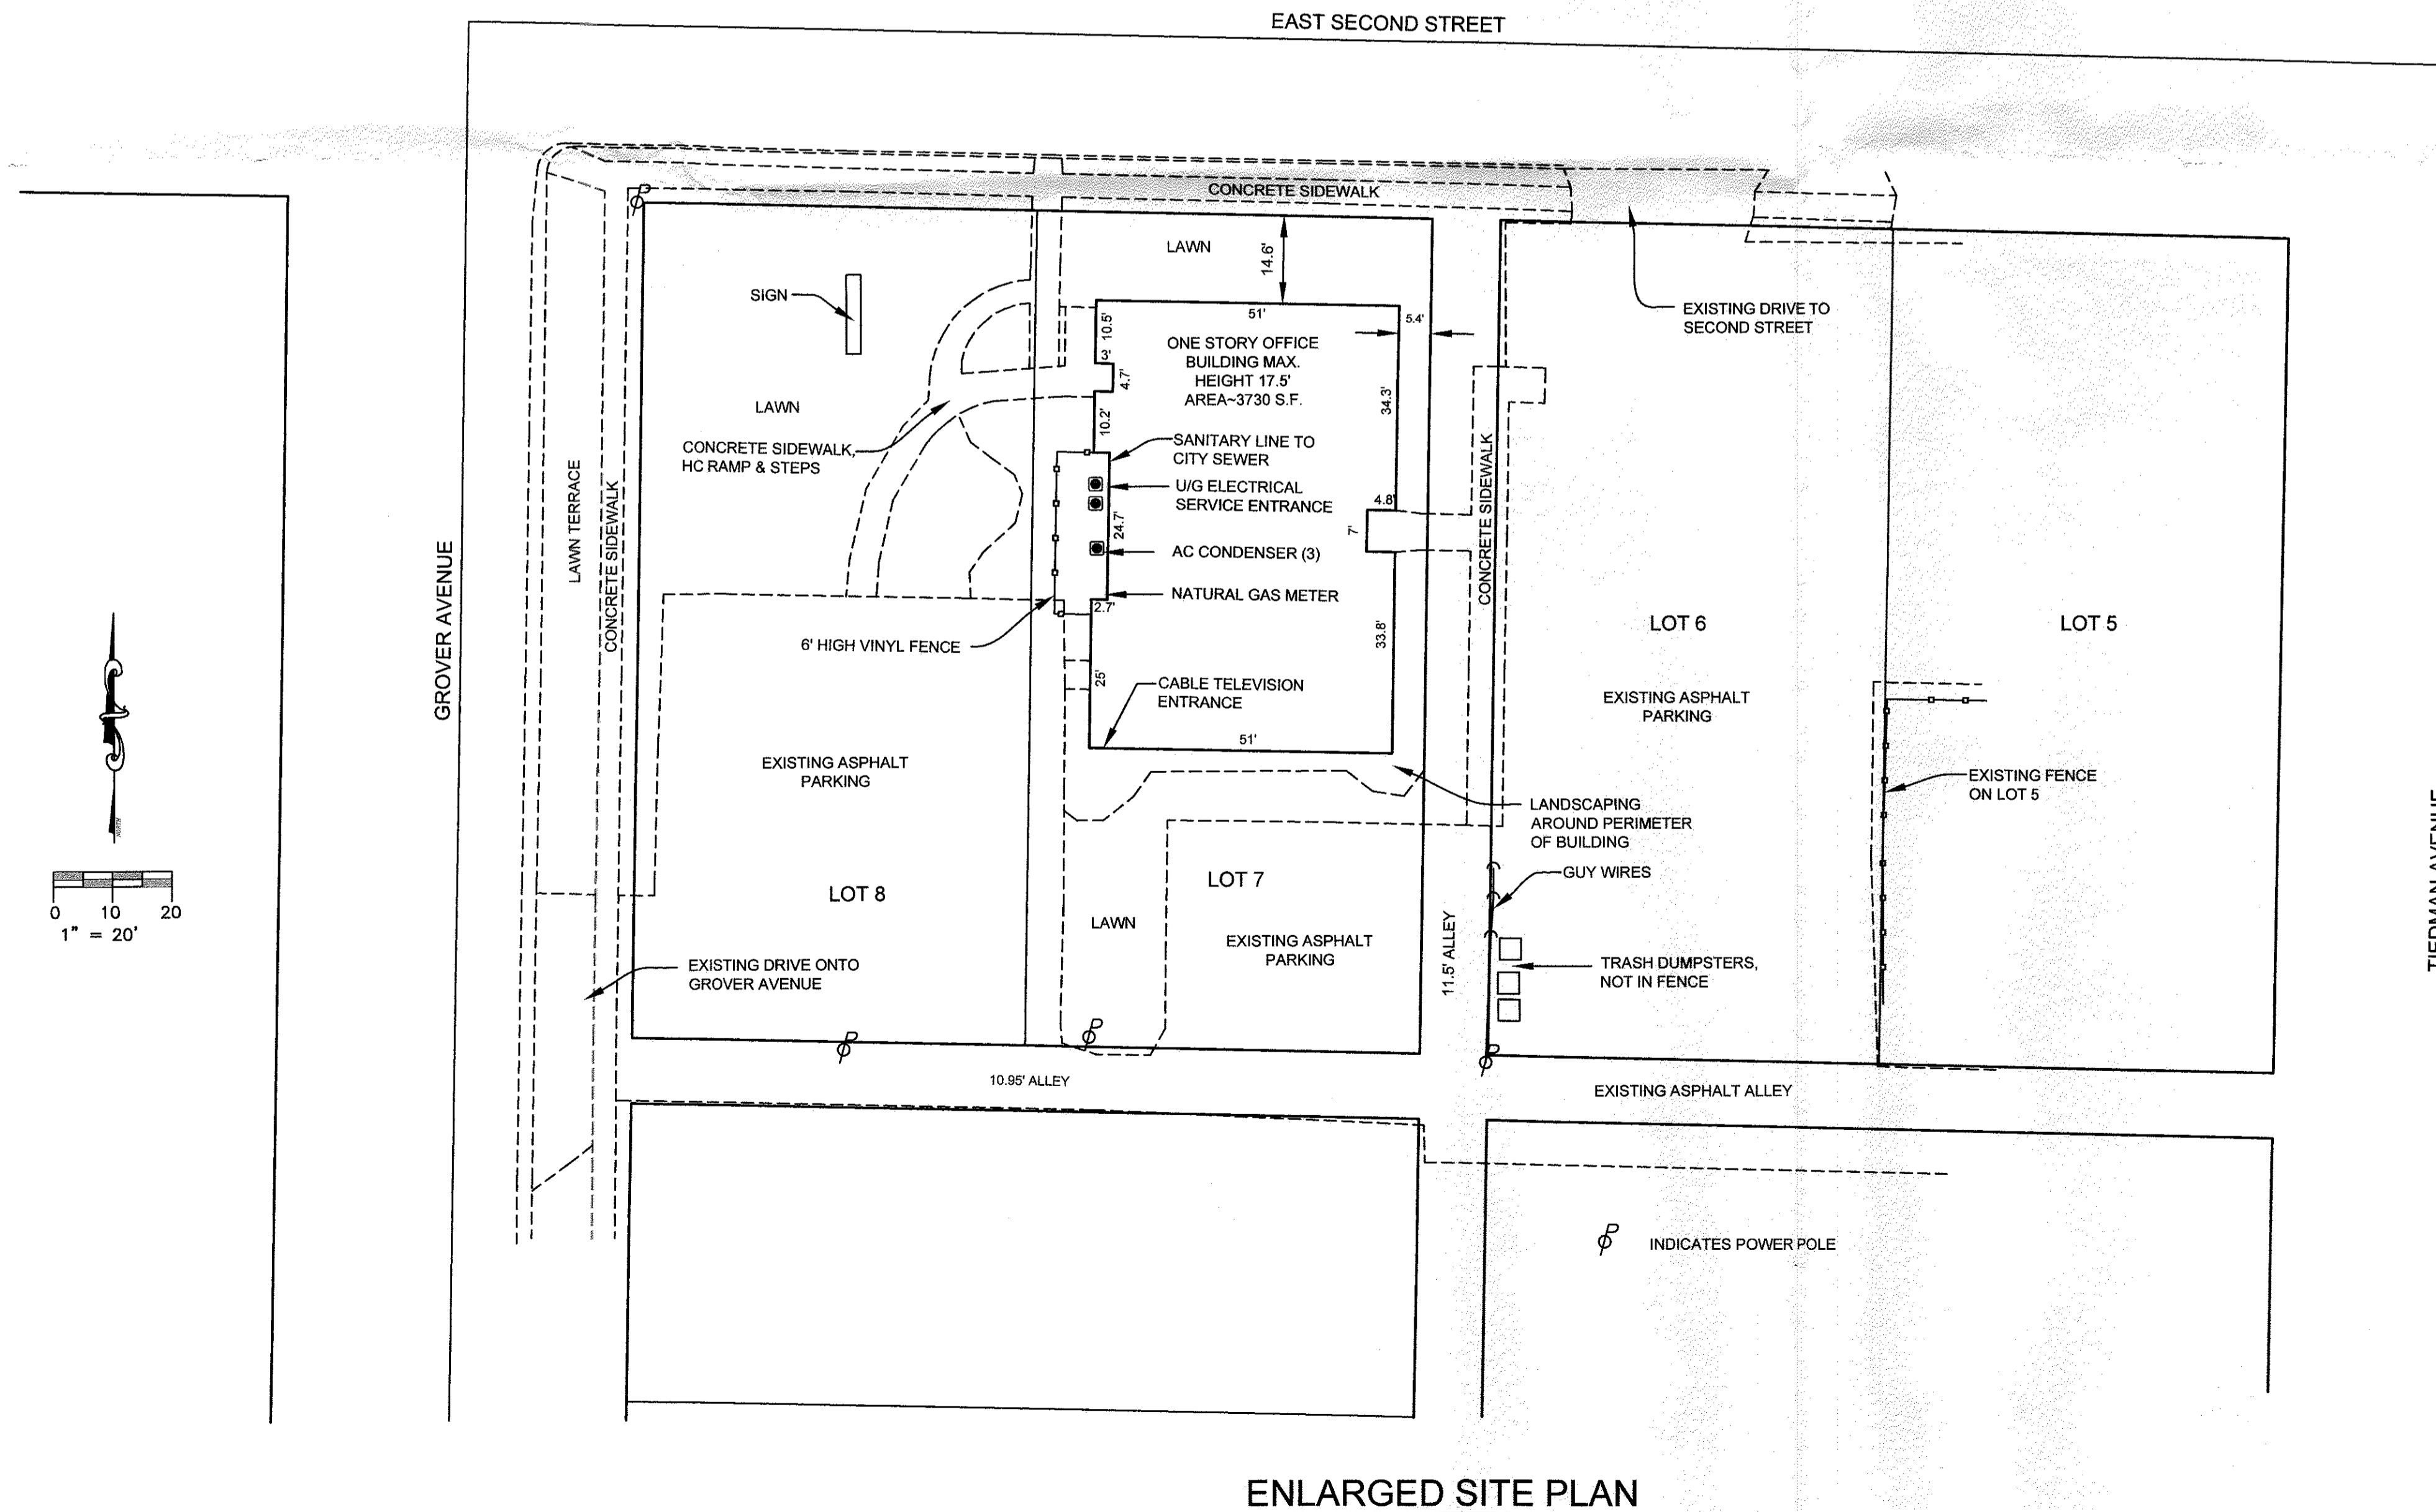 EAST SECOND STREET
CONCRETE SIDEWALK
LAWN
14.6'
SIGN
51'
5.4'
10.5'
3'
4.7'
10.2'
34.3'
ONE STORY OFFICE
BUILDING MAX.
HEIGHT 17.5'
AREA~3730 S.F.
EXISTING DRIVE TO
SECOND STREET
LAWN
CONCRETE SIDEWALK,
HC RAMP & STEPS
SANITARY LINE TO
CITY SEWER
U/G ELECTRICAL
SERVICE ENTRANCE
24.7'
AC CONDENSER (3)
NATURAL GAS METER
2.7'
4.8'
7'
33.8'
CONCRETE SIDEWALK
GROVER AVENUE
LAWN TERRACE
CONCRETE SIDEWALK
6' HIGH VINYL FENCE
25'
CABLE TELEVISION
ENTRANCE
51'
LOT 6
LOT 5
EXISTING ASPHALT
PARKING
EXISTING ASPHALT
PARKING
EXISTING FENCE
ON LOT 5
LANDSCAPING
AROUND PERIMETER
OF BUILDING
GUY WIRES
NORTH
0 10 20
1" = 20'
LOT 8
LOT 7
LAWN
EXISTING ASPHALT
PARKING
11.5' ALLEY
TRASH DUMPSTERS,
NOT IN FENCE
EXISTING DRIVE ONTO
GROVER AVENUE
10.95' ALLEY
EXISTING ASPHALT ALLEY
INDICATES POWER POLE
ENLARGED SITE PLAN